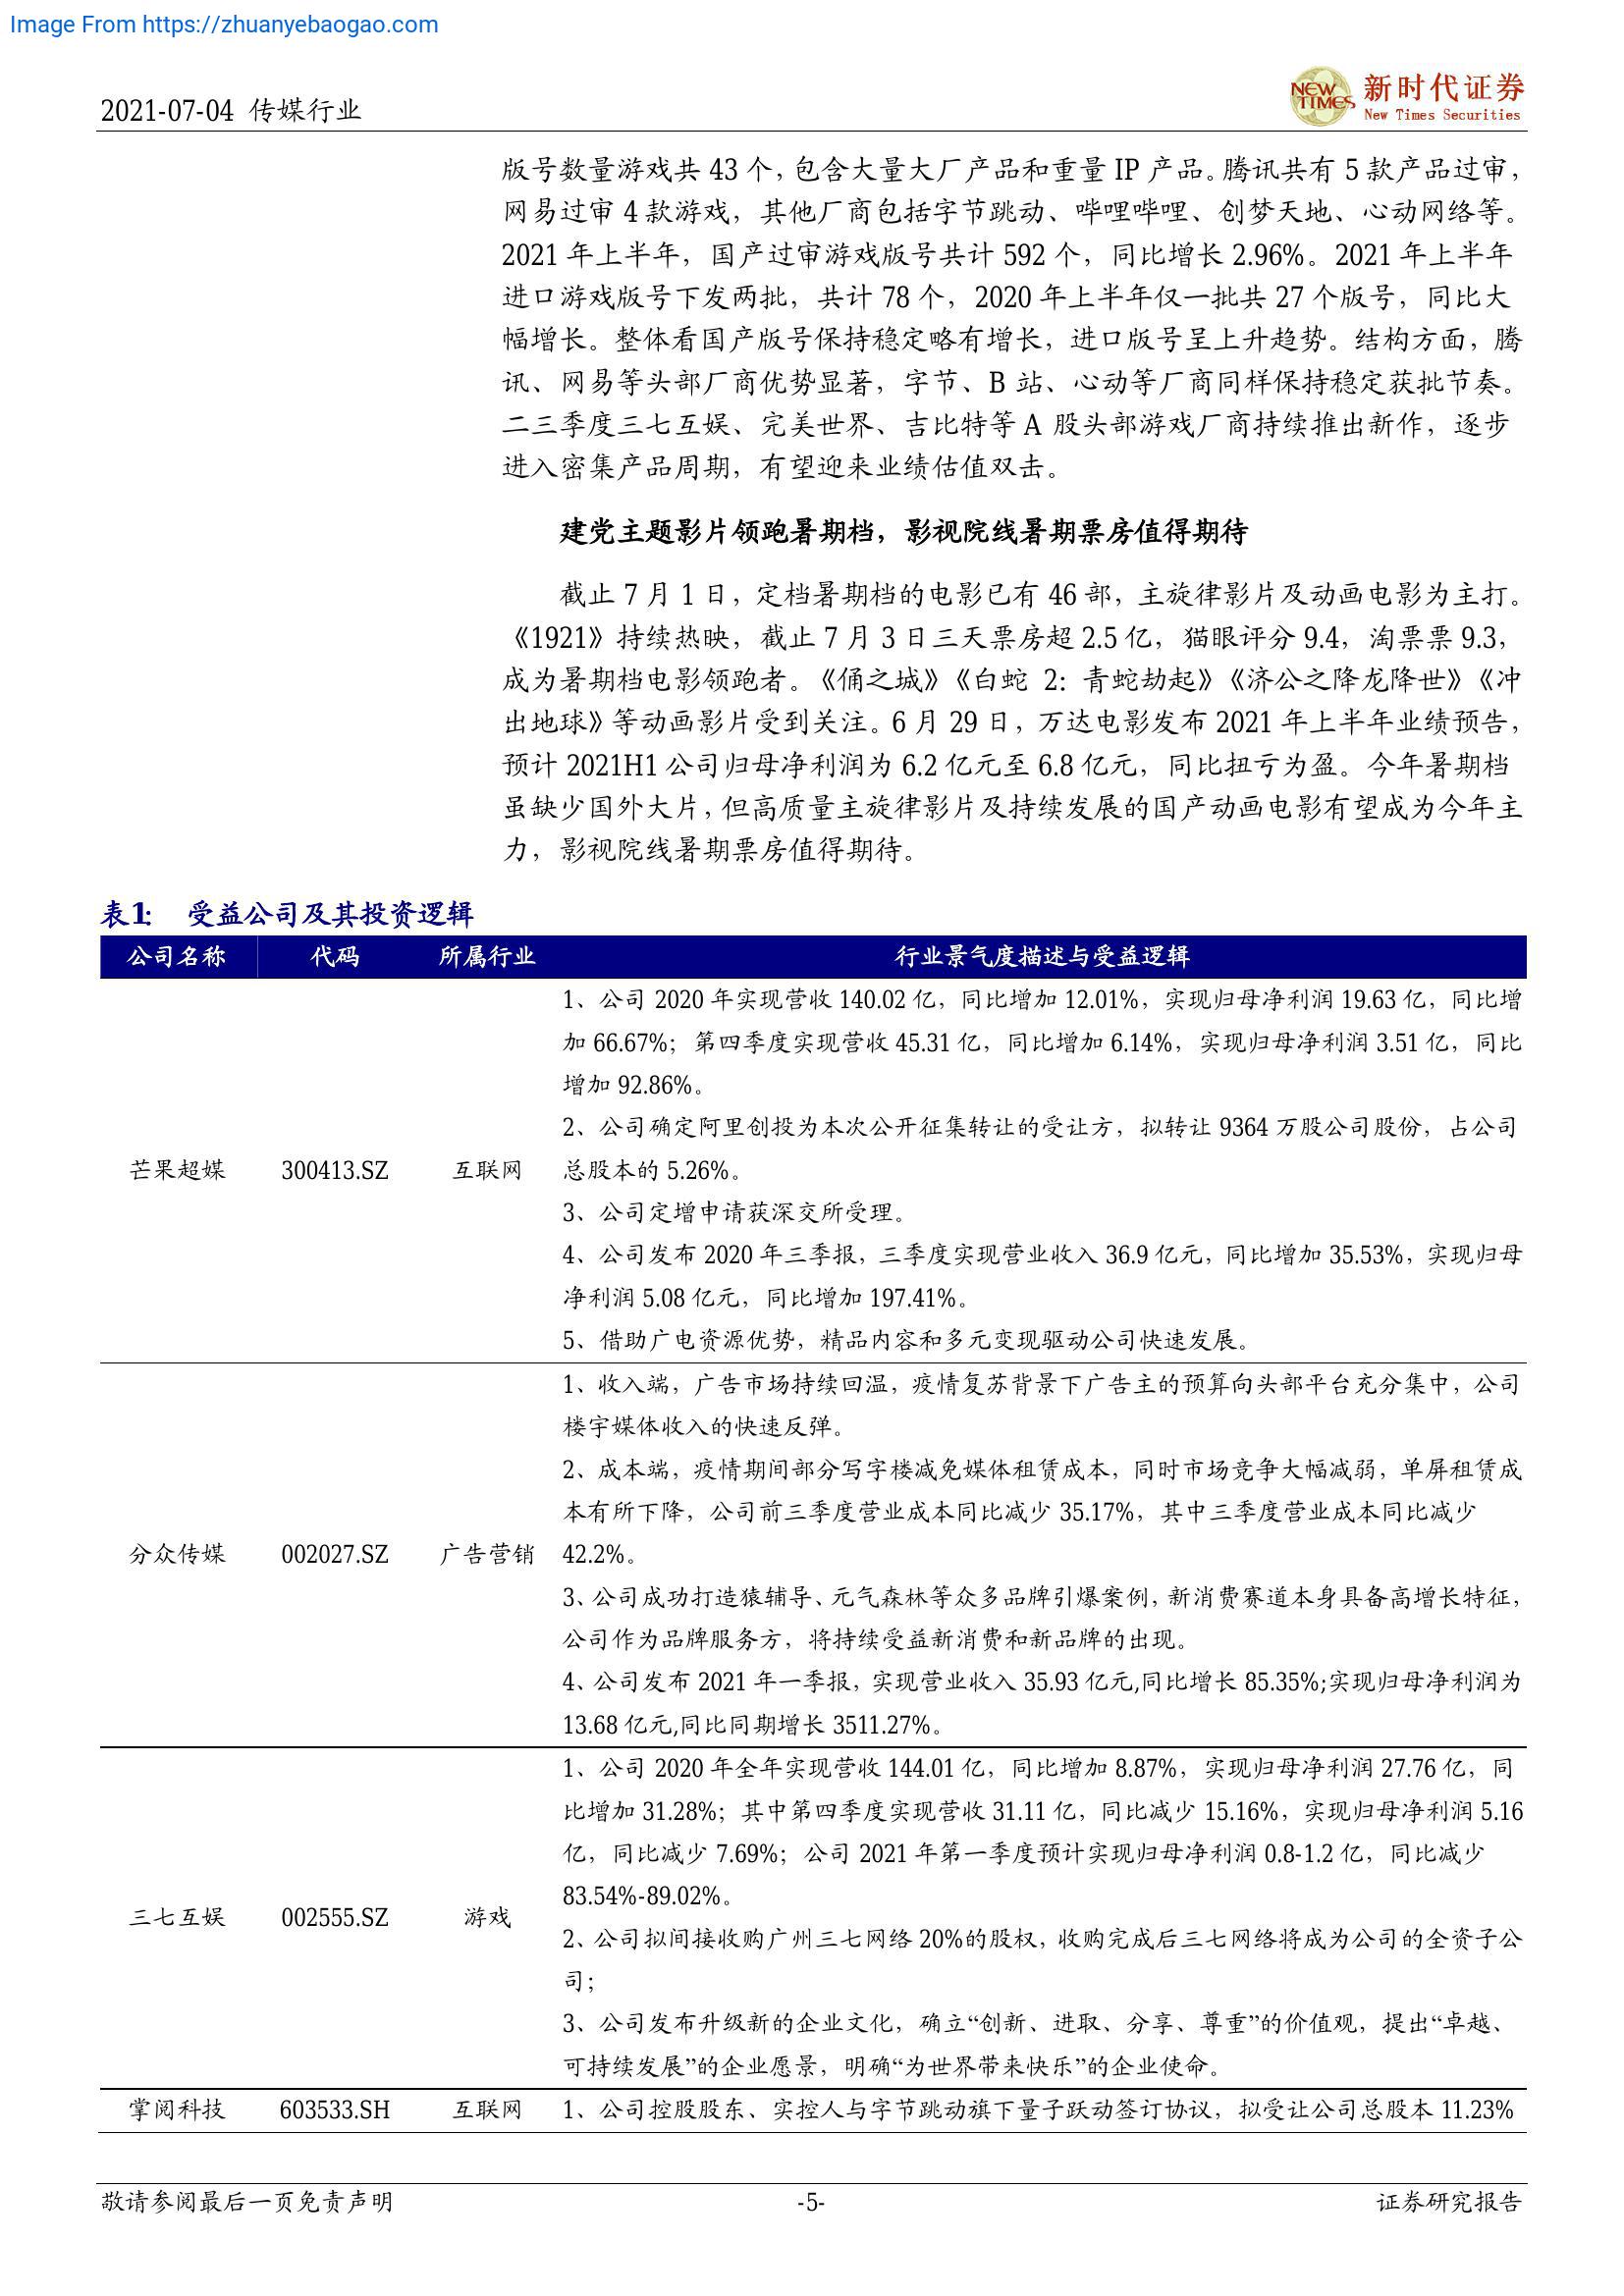 Image From https://zhuanyebaogao.com
2021-07-04 传媒行业
NEW TIMES 新时代证券
New Times Securities
版号数量游戏共 43 个，包含大量大厂产品和重量 IP 产品。腾讯共有 5 款产品过审，
网易过审 4 款游戏，其他厂商包括字节跳动、哔哩哔哩、创梦天地、心动网络等。
2021 年上半年，国产过审游戏版号共计 592 个，同比增长 2.96%。2021 年上半年
进口游戏版号下发两批，共计 78 个，2020 年上半年仅一批共 27 个版号，同比大
幅增长。整体看国产版号保持稳定略有增长，进口版号呈上升趋势。结构方面，腾
讯、网易等头部厂商优势显著，字节、B 站、心动等厂商同样保持稳定获批节奏。
二三季度三七互娱、完美世界、吉比特等 A 股头部游戏厂商持续推出新作，逐步
进入密集产品周期，有望迎来业绩估值双击。
建党主题影片领跑暑期档，影视院线暑期票房值得期待
截止 7 月 1 日，定档暑期档的电影已有 46 部，主旋律影片及动画电影为主打。
《1921》持续热映，截止 7 月 3 日三天票房超 2.5 亿，猫眼评分 9.4，淘票票 9.3，
成为暑期档电影领跑者。《俑之城》《白蛇 2：青蛇劫起》《济公之降龙降世》《冲
出地球》等动画影片受到关注。6 月 29 日，万达电影发布 2021 年上半年业绩预告，
预计 2021H1 公司归母净利润为 6.2 亿元至 6.8 亿元，同比扭亏为盈。今年暑期档
虽缺少国外大片，但高质量主旋律影片及持续发展的国产动画电影有望成为今年主
力，影视院线暑期票房值得期待。
表1： 受益公司及其投资逻辑
公司名称 代码 所属行业 行业景气度描述与受益逻辑
1、公司 2020 年实现营收 140.02 亿，同比增加 12.01%，实现归母净利润 19.63 亿，同比增
加 66.67%；第四季度实现营收 45.31 亿，同比增加 6.14%，实现归母净利润 3.51 亿，同比
增加 92.86%。
2、公司确定阿里创投为本次公开征集转让的受让方，拟转让 9364 万股公司股份，占公司
芒果超媒 300413.SZ 互联网 总股本的 5.26%。
3、公司定增申请获深交所受理。
4、公司发布 2020 年三季报，三季度实现营业收入 36.9 亿元，同比增加 35.53%，实现归母
净利润 5.08 亿元，同比增加 197.41%。
5、借助广电资源优势，精品内容和多元变现驱动公司快速发展。
1、收入端，广告市场持续回温，疫情复苏背景下广告主的预算向头部平台充分集中，公司
楼宇媒体收入的快速反弹。
2、成本端，疫情期间部分写字楼减免媒体租赁成本，同时市场竞争大幅减弱，单屏租赁成
本有所下降，公司前三季度营业成本同比减少 35.17%，其中三季度营业成本同比减少
分众传媒 002027.SZ 广告营销 42.2%。
3、公司成功打造猿辅导、元气森林等众多品牌引爆案例，新消费赛道本身具备高增长特征，
公司作为品牌服务方，将持续受益新消费和新品牌的出现。
4、公司发布 2021 年一季报，实现营业收入 35.93 亿元,同比增长 85.35%;实现归母净利润为
13.68 亿元,同比同期增长 3511.27%。
1、公司 2020 年全年实现营收 144.01 亿，同比增加 8.87%，实现归母净利润 27.76 亿，同
比增加 31.28%；其中第四季度实现营收 31.11 亿，同比减少 15.16%，实现归母净利润 5.16
亿，同比减少 7.69%；公司 2021 年第一季度预计实现归母净利润 0.8-1.2 亿，同比减少
83.54%-89.02%。
三七互娱 002555.SZ 游戏
2、公司拟间接收购广州三七网络 20%的股权，收购完成后三七网络将成为公司的全资子公
司；
3、公司发布升级新的企业文化，确立“创新、进取、分享、尊重”的价值观，提出“卓越、
可持续发展”的企业愿景，明确“为世界带来快乐”的企业使命。
掌阅科技 603533.SH 互联网 1、公司控股股东、实控人与字节跳动旗下量子跃动签订协议，拟受让公司总股本 11.23%
敬请参阅最后一页免责声明 -5- 证券研究报告